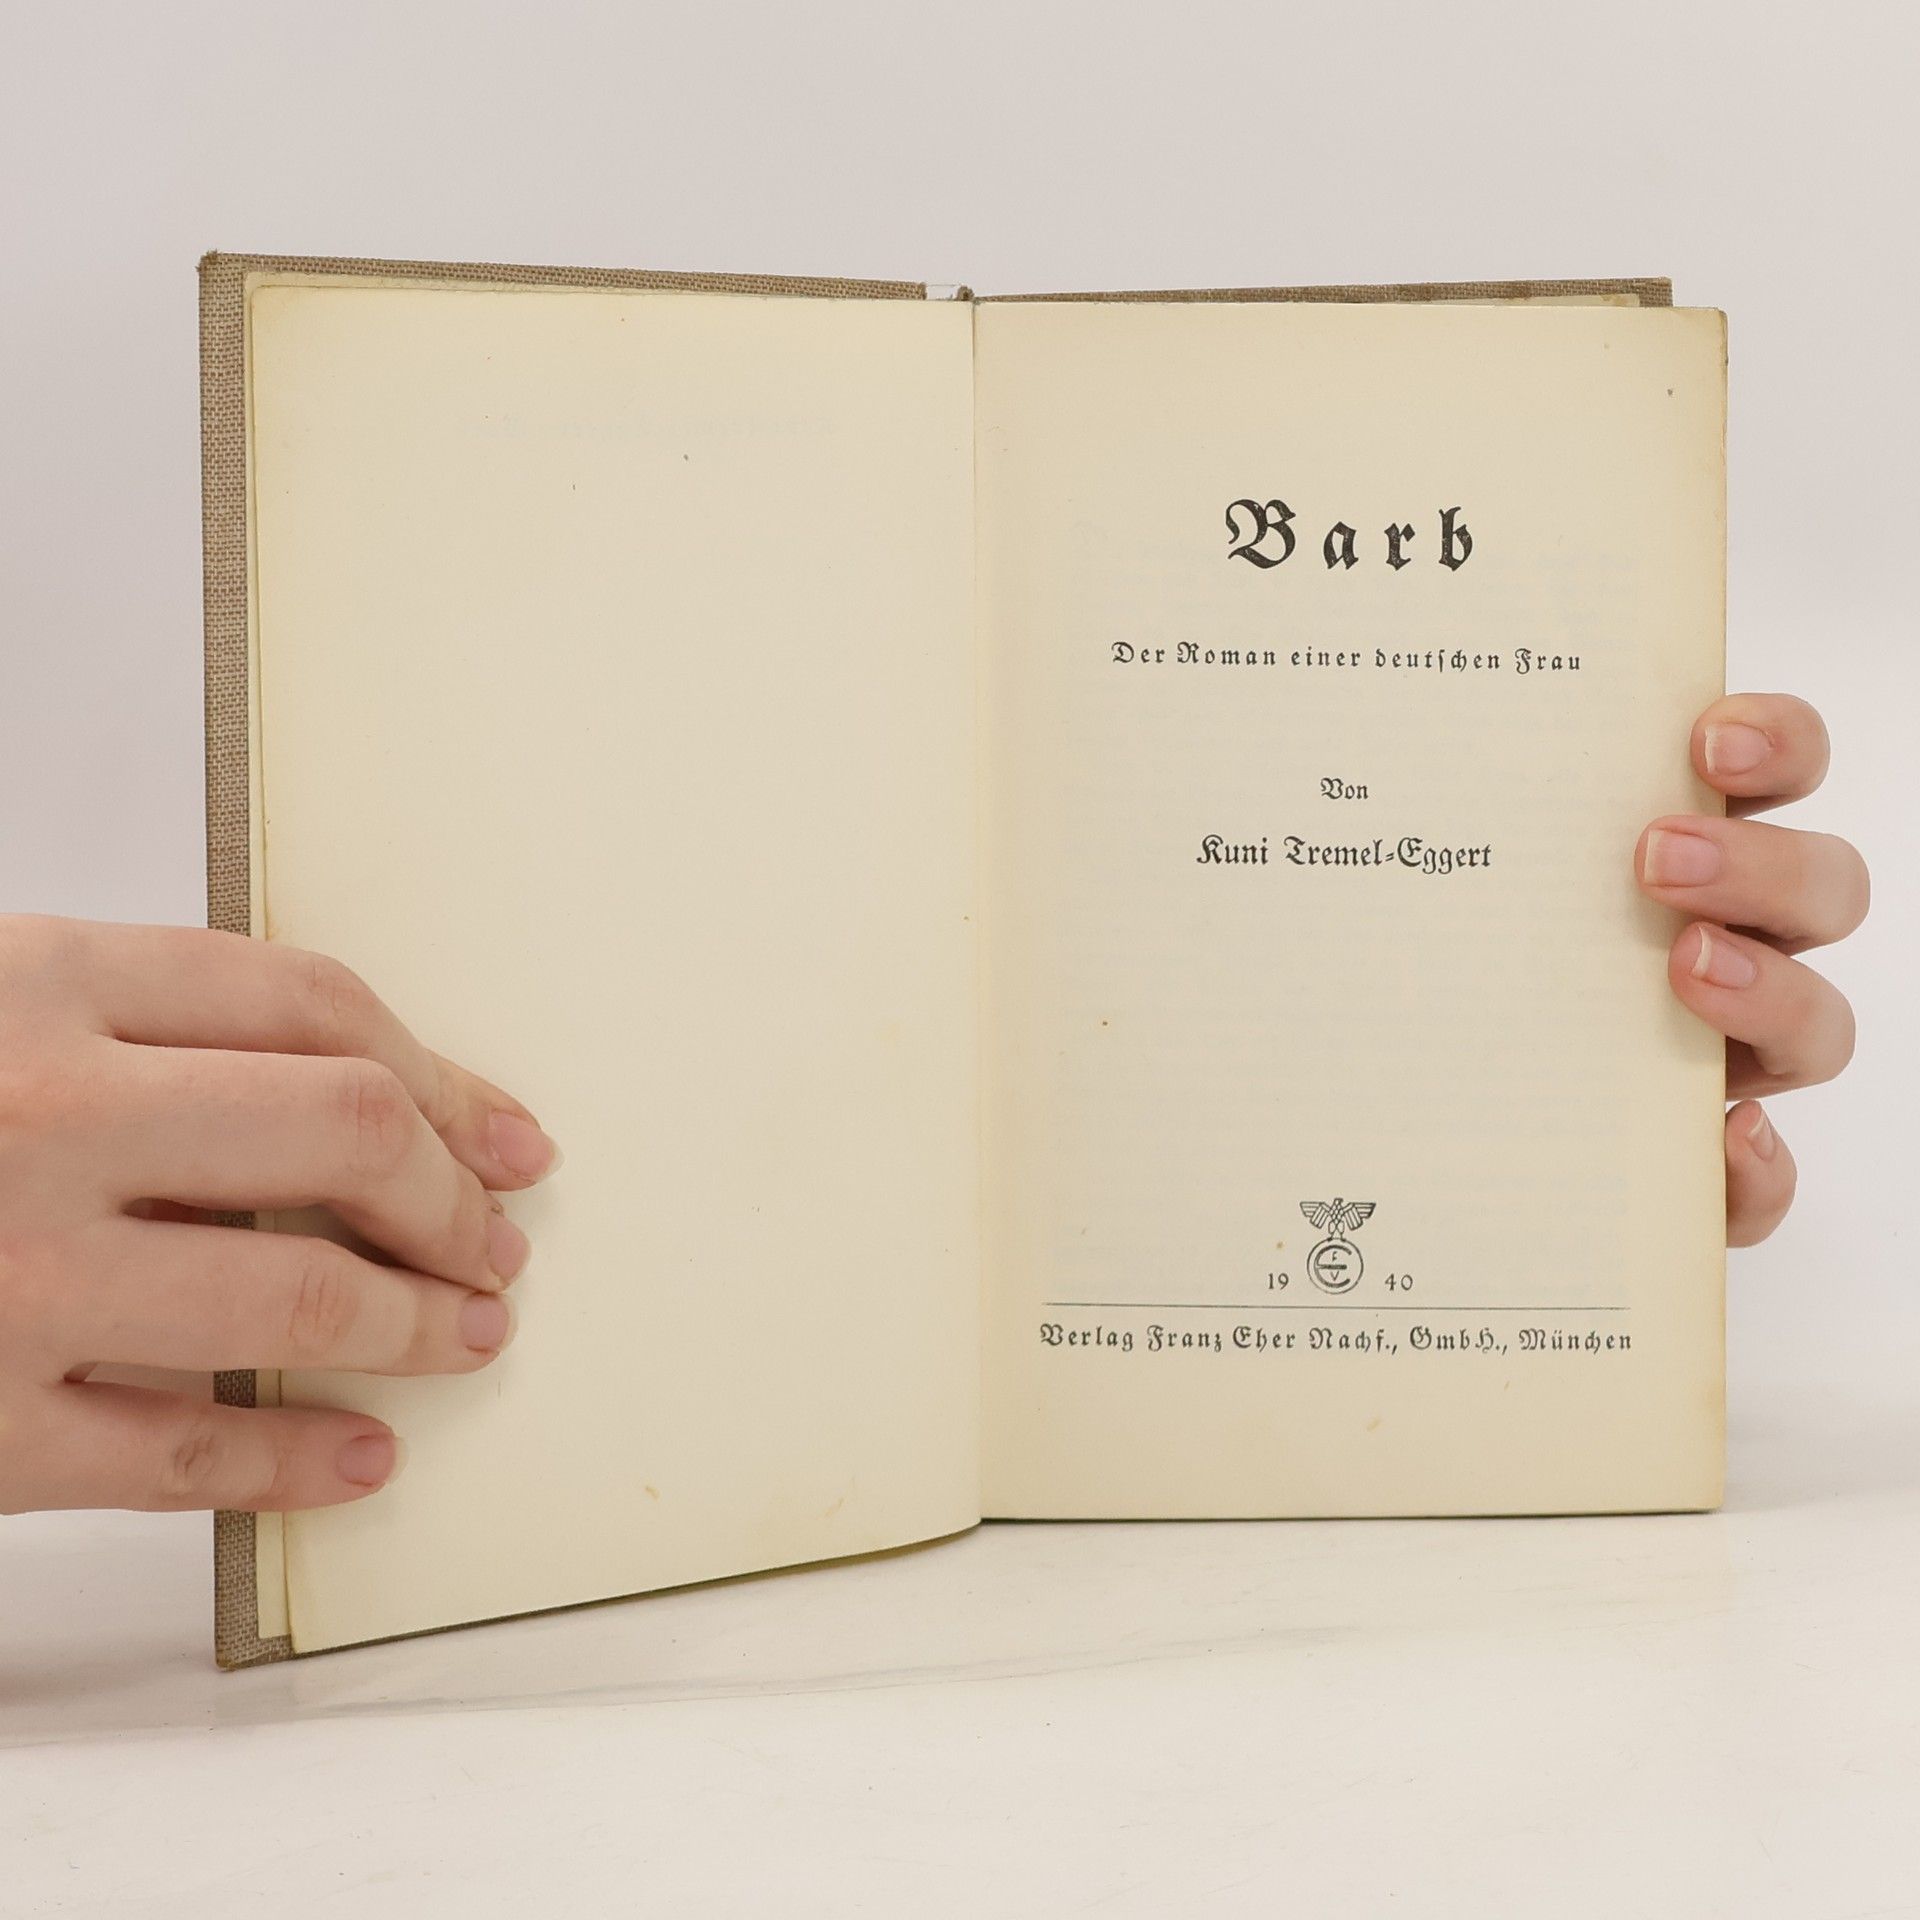 Barb
Der Roman einer deutſchen Frau
Von
Kuni Tremel-Eggert
F
E
V
19 40
Verlag Franz Eher Nachf., GmbH., München